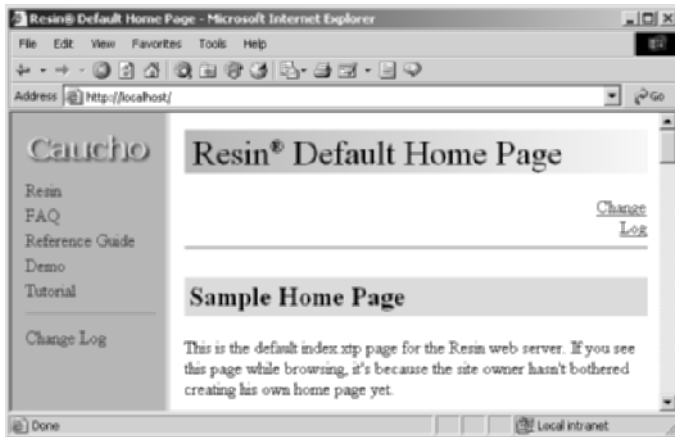 Resin® Default Home Page - Microsoft Internet Explorer
File Edit View Favorites Tools Help
Address http://localhost/ Go
Caucho
Resin
FAQ
Reference Guide
Demo
Tutorial
Change Log
Resin® Default Home Page
Change
Log
Sample Home Page
This is the default index.xtp page for the Resin web server. If you see
this page while browsing, it's because the site owner hasn't bothered
creating his own home page yet.
Done Local intranet